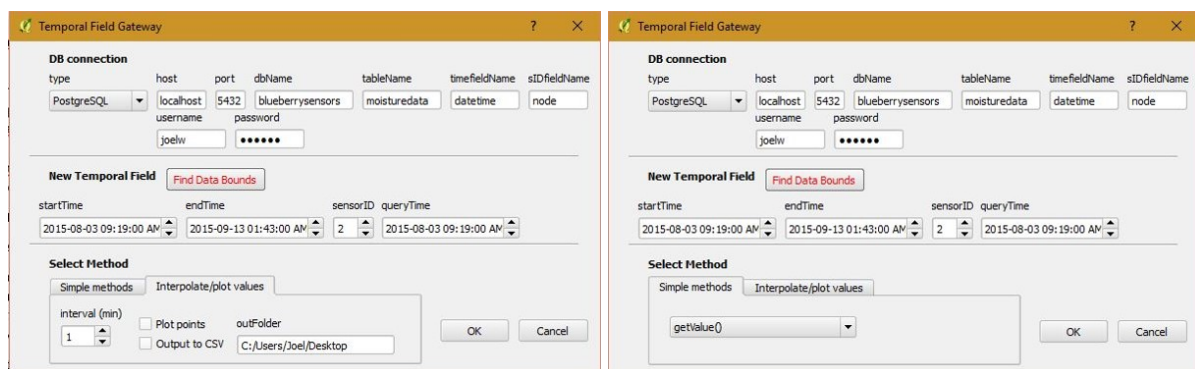 Temporal Field Gateway ? ×
DB connection
type host port dbName tableName timefieldName sIDfieldName
PostgreSQL localhost 5432 blueberrysensors moisturedata datetime node
username password
joelw ••••••
New Temporal Field Find Data Bounds
startTime endTime sensorID queryTime
2015-08-03 09:19:00 AM 2015-09-13 01:43:00 AM 2 2015-08-03 09:19:00 AM
Select Method
Simple methods Interpolate/plot values
interval (min)
1
Plot points outFolder
Output to CSV C:/Users/Joel/Desktop
OK Cancel
Temporal Field Gateway ? ×
DB connection
type host port dbName tableName timefieldName sIDfieldName
PostgreSQL localhost 5432 blueberrysensors moisturedata datetime node
username password
joelw ••••••
New Temporal Field Find Data Bounds
startTime endTime sensorID queryTime
2015-08-03 09:19:00 AM 2015-09-13 01:43:00 AM 2 2015-08-03 09:19:00 AM
Select Method
Simple methods Interpolate/plot values
getValue()
OK Cancel